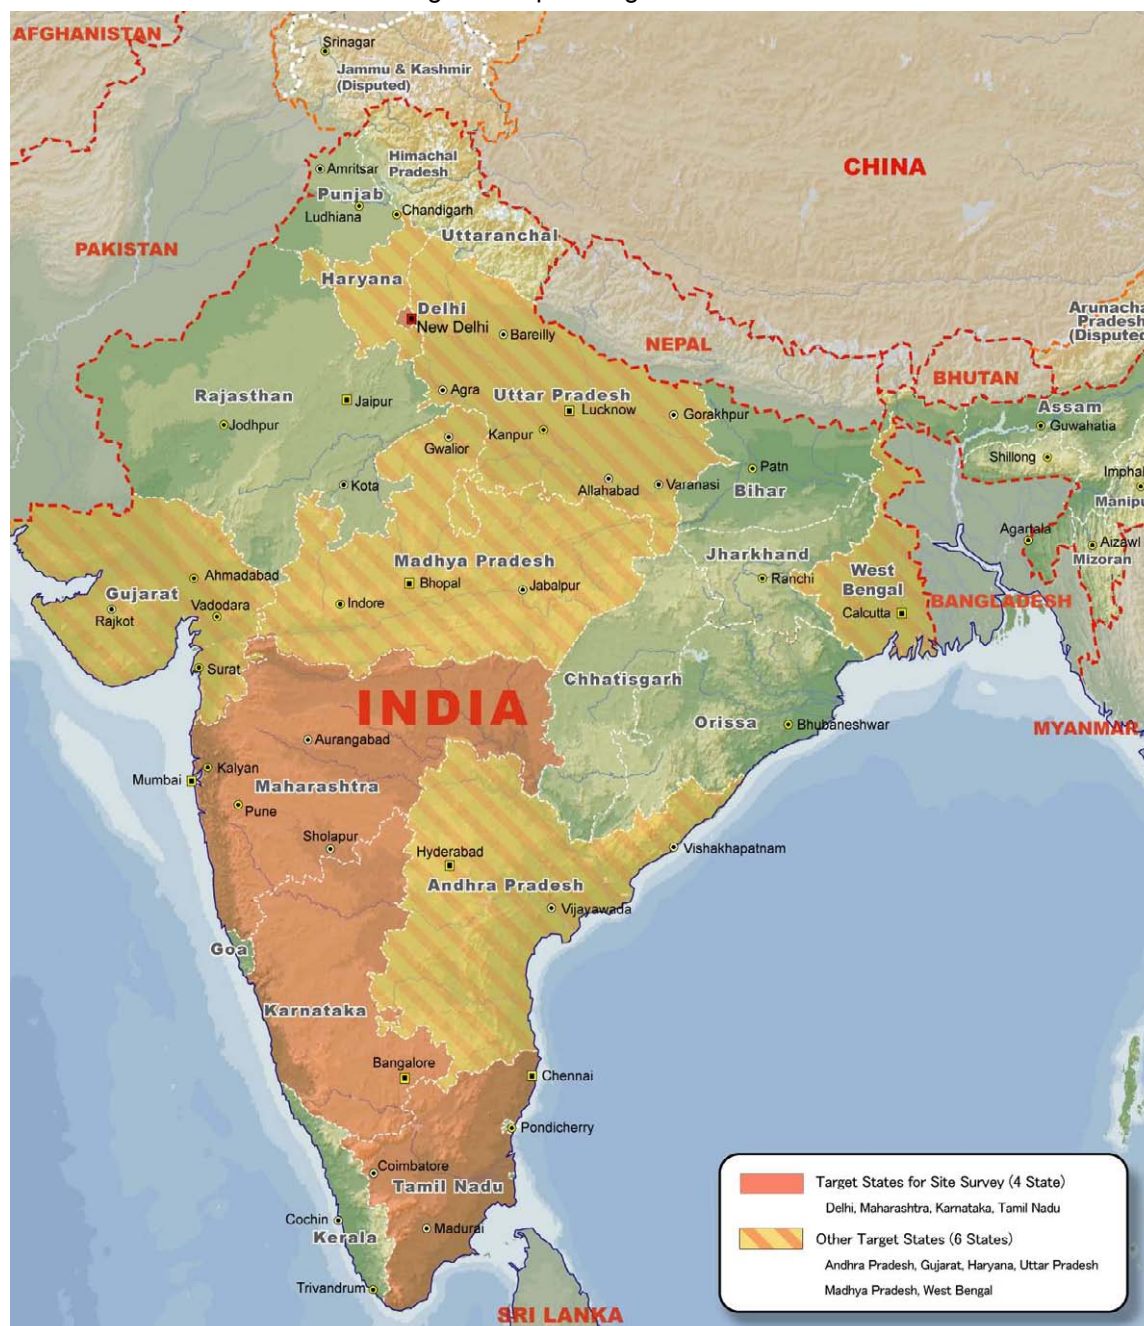 AFGHANISTAN
Srinagar
Jammu & Kashmir
(Disputed)
CHINA
Himachal
Pradesh
Amritsar
Punjab
Ludhiana
Chandigarh
Uttaranchal
PAKISTAN
Haryana
Delhi
New Delhi
Bareilly
NEPAL
Arunacha
Pradesh
(Disputed
BHUTAN
Rajasthan
Jaipur
Agra
Uttar Pradesh
Lucknow
Gorakhpur
Assam
Guwahatia
Jodhpur
Kanpur
Gwalior
Shillong
Kota
Allahabad
Varanasi
Patn
Bihar
Imphal
Manipu
Agartala
Aizawl
Mizoran
Madhya Pradesh
Jharkhand
Ahmadabad
Bhopal
Jabalpur
Ranchi
West
Bengal
Gujarat
Rajkot
Vadodara
Indore
Calcutta
BANGLADESH
Surat
Chhatisgarh
INDIA
Orissa
Bhubaneshwar
MYANMAR
Aurangabad
Mumbai
Kalyan
Maharashtra
Pune
Sholapur
Hyderabad
Vishakhapatnam
Andhra Pradesh
Vijayawada
Goa
Karnataka
Bangalore
Chennai
Pondicherry
Coimbatore
Tamil Nadu
Cochin
Kerala
Madurai
Trivandrum
SRI LANKA
Target States for Site Survey (4 State)
Delhi, Maharashtra, Karnataka, Tamil Nadu
Other Target States (6 States)
Andhra Pradesh, Gujarat, Haryana, Uttar Pradesh
Madhya Pradesh, West Bengal